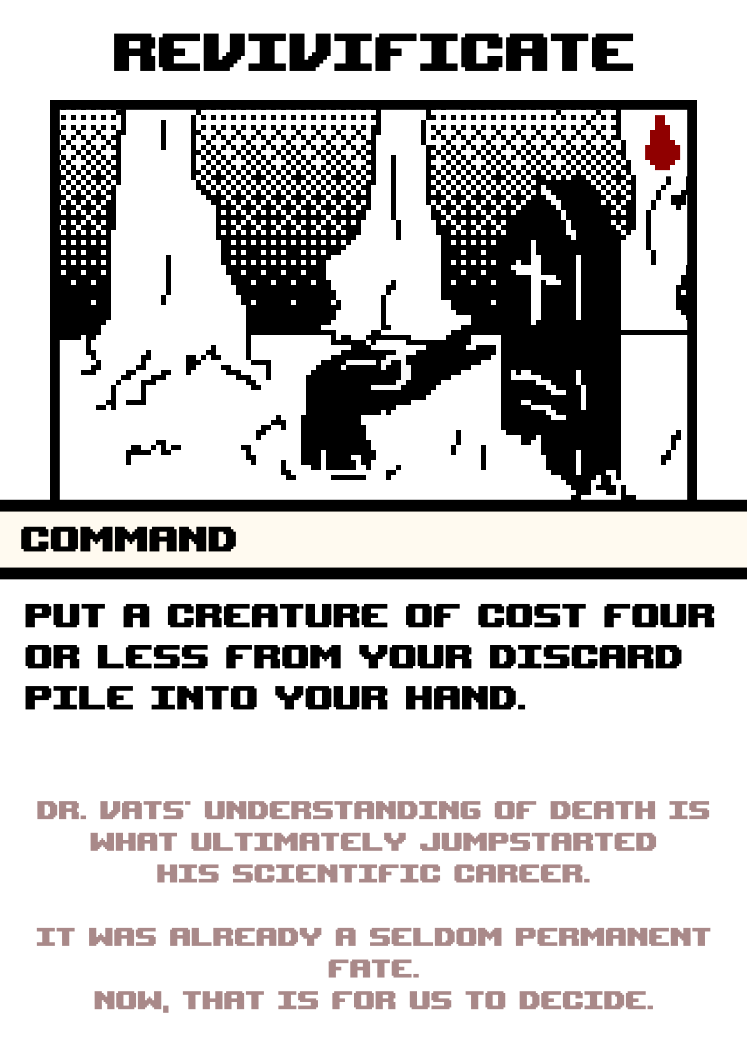 REVIVIFICATE
COMMAND
PUT A CREATURE OF COST FOUR
OR LESS FROM YOUR DISCARD
PILE INTO YOUR HAND.
DR. VATS' UNDERSTANDING OF DEATH IS
WHAT ULTIMATELY JUMPSTARTED
HIS SCIENTIFIC CAREER.
IT WAS ALREADY A SELDOM PERMANENT
FATE.
NOW, THAT IS FOR US TO DECIDE.